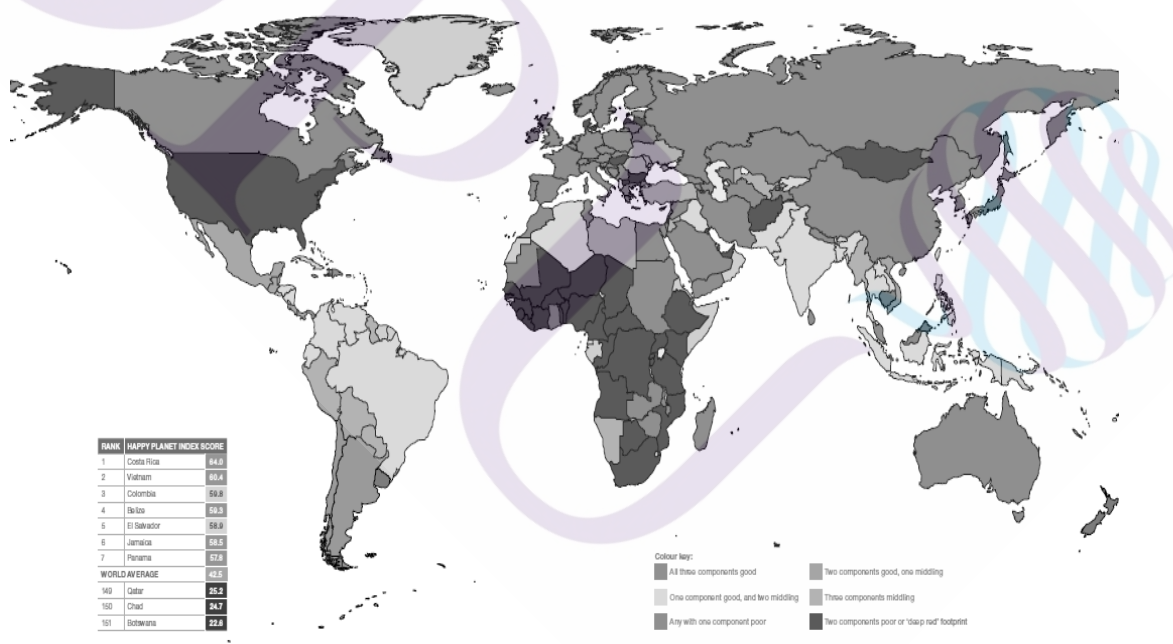 RANK HAPPY PLANET INDEX SCORE
1 Costa Rica 64.0
2 Vietnam 60.4
3 Colombia 59.8
4 Belize 59.3
5 El Salvador 58.9
6 Jamaica 58.5
7 Panama 57.8
WORLD AVERAGE 42.5
149 Qatar 25.2
150 Chad 24.7
151 Botswana 22.6
Colour key:
All three components good
Two components good, one middling
One component good, and two middling
Three components middling
Any with one component poor
Two components poor or 'deep red' footprint